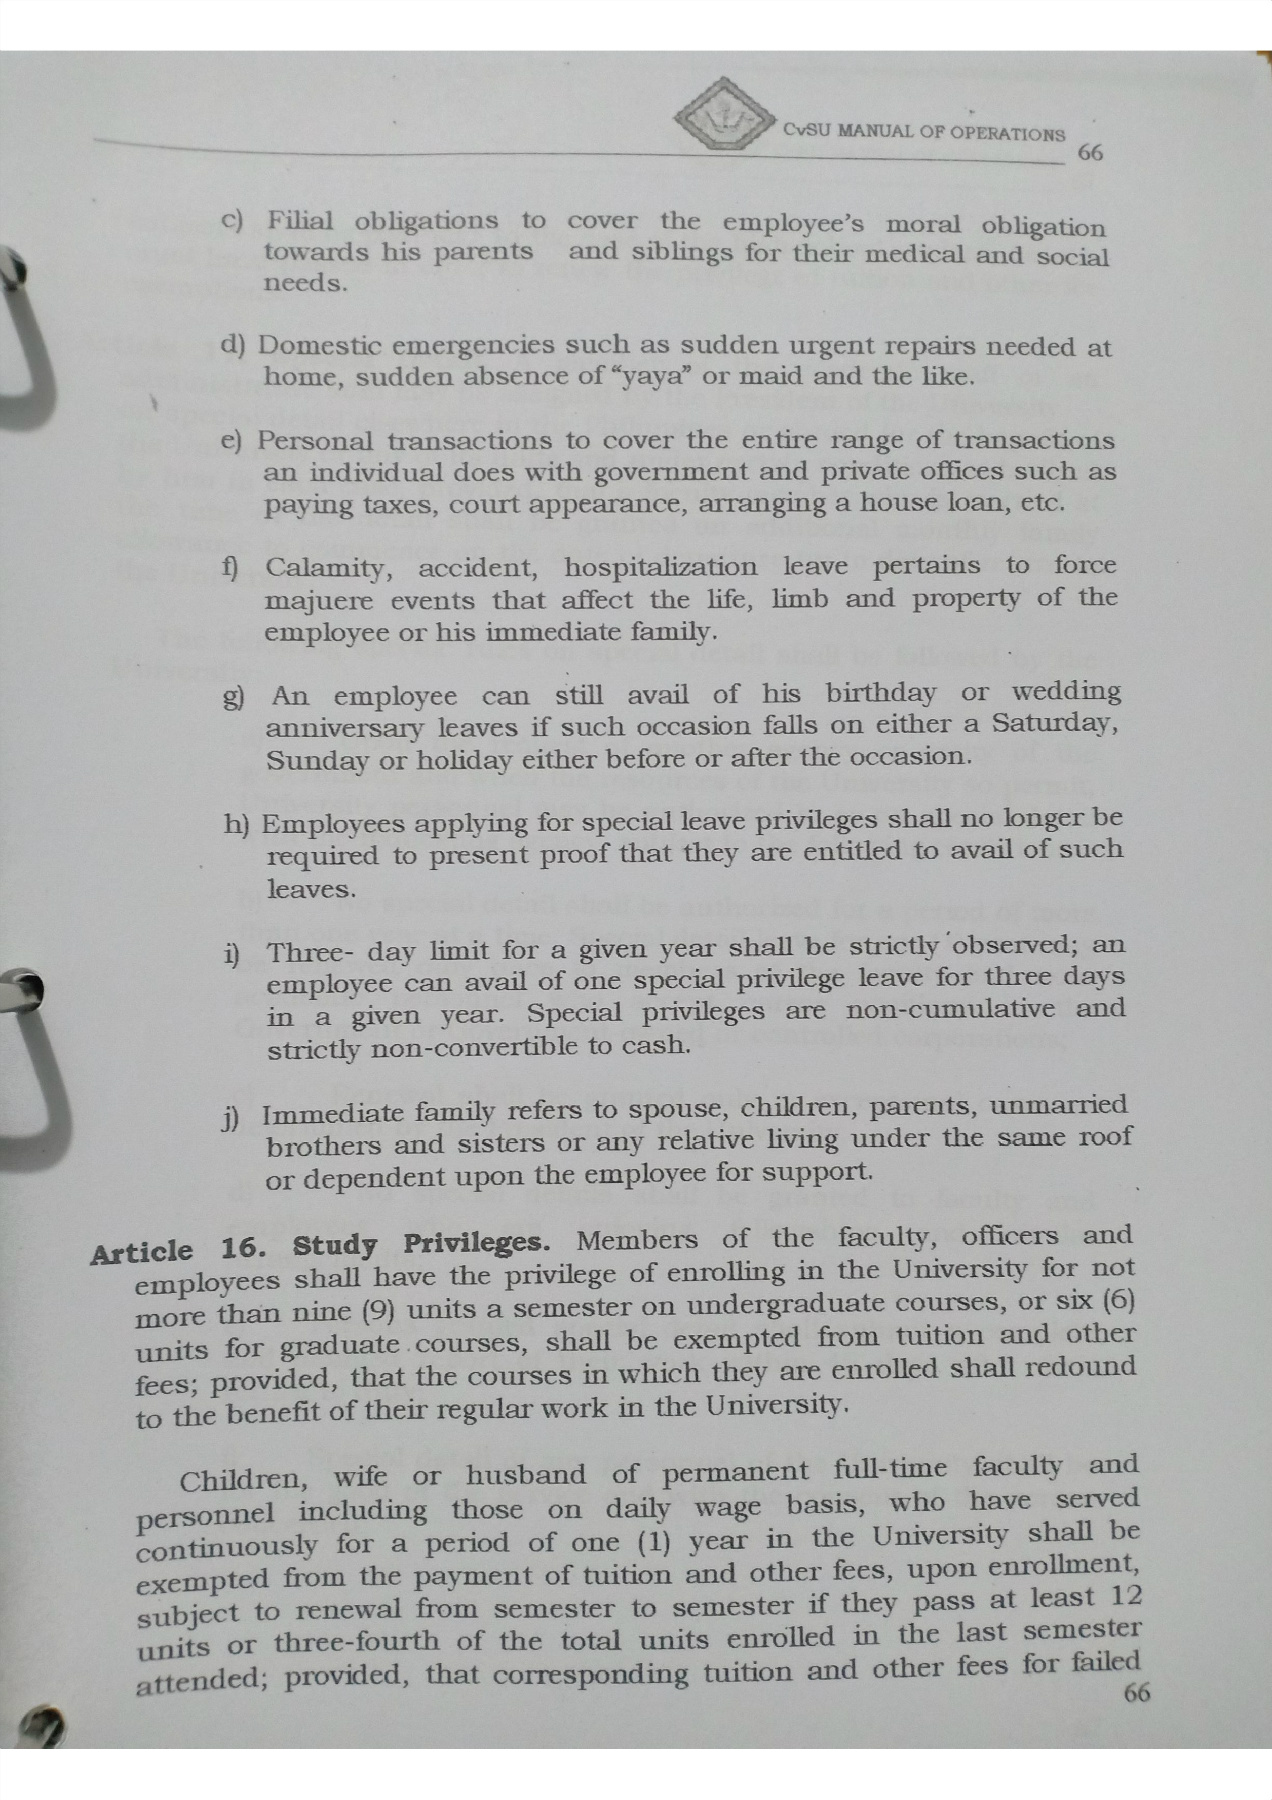 CvSU MANUAL OF OPERATIONS
66
c) Filial obligations to cover the employee's moral obligation
towards his parents and siblings for their medical and social
needs.
d) Domestic emergencies such as sudden urgent repairs needed at
home, sudden absence of "yaya" or maid and the like.
e) Personal transactions to cover the entire range of transactions
an individual does with government and private offices such as
paying taxes, court appearance, arranging a house loan, etc.
f) Calamity, accident, hospitalization leave pertains to force
majuere events that affect the life, limb and property of the
employee or his immediate family.
g) An employee can still avail of his birthday or wedding
anniversary leaves if such occasion falls on either a Saturday,
Sunday or holiday either before or after the occasion.
h) Employees applying for special leave privileges shall no longer be
required to present proof that they are entitled to avail of such
leaves.
i) Three- day limit for a given year shall be strictly observed; an
employee can avail of one special privilege leave for three days
in a given year. Special privileges are non-cumulative and
strictly non-convertible to cash.
j) Immediate family refers to spouse, children, parents, unmarried
brothers and sisters or any relative living under the same roof
or dependent upon the employee for support.
Article 16. Study Privileges. Members of the faculty, officers and
employees shall have the privilege of enrolling in the University for not
more than nine (9) units a semester on undergraduate courses, or six (6)
units for graduate courses, shall be exempted from tuition and other
fees; provided, that the courses in which they are enrolled shall redound
to the benefit of their regular work in the University.
Children, wife or husband of permanent full-time faculty and
personnel including those on daily wage basis, who have served
continuously for a period of one (1) year in the University shall be
exempted from the payment of tuition and other fees, upon enrollment,
subject to renewal from semester to semester if they pass at least 12
units or three-fourth of the total units enrolled in the last semester
attended; provided, that corresponding tuition and other fees for failed
66